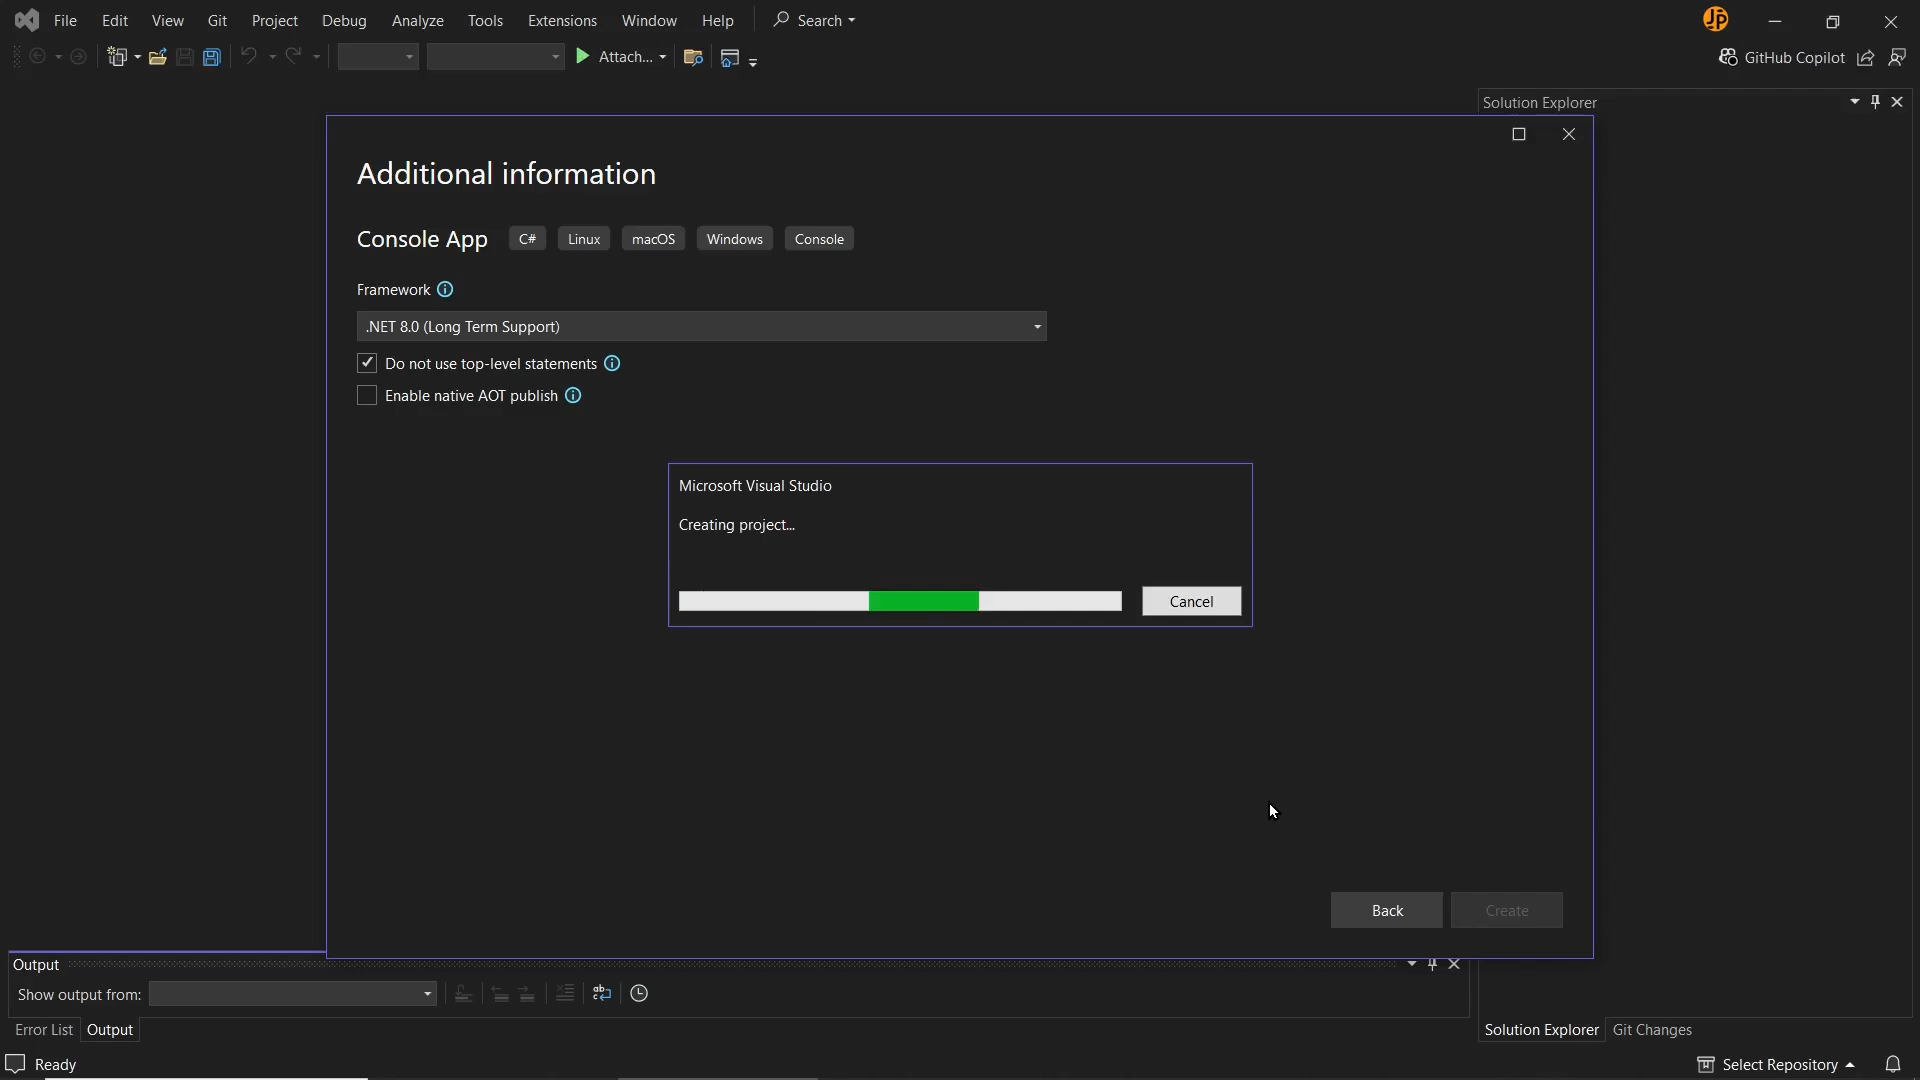 File Edit View Git Project Debug Analyze Tools Extensions Window Help Search JP
Attach... GitHub Copilot
Solution Explorer
Additional information
Console App C# Linux macOS Windows Console
Framework
.NET 8.0 (Long Term Support)
Do not use top-level statements
Enable native AOT publish
Microsoft Visual Studio
Creating project...
Cancel
Back Create
Output
Show output from:
Error List Output Solution Explorer Git Changes
Ready Select Repository